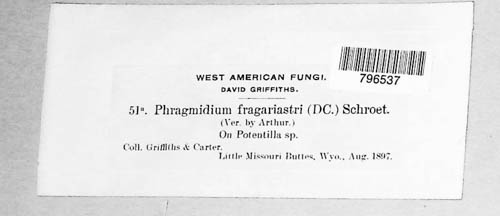 WEST AMERICAN FUNGI.
DAVID GRIFFITHS.
796537
51a. Phragmidium fragariastri (DC.) Schroet.
(Ver. by Arthur.)
On Potentilla sp.
Coll. Griffiths & Carter.
Little Missouri Buttes, Wyo., Aug. 1897.